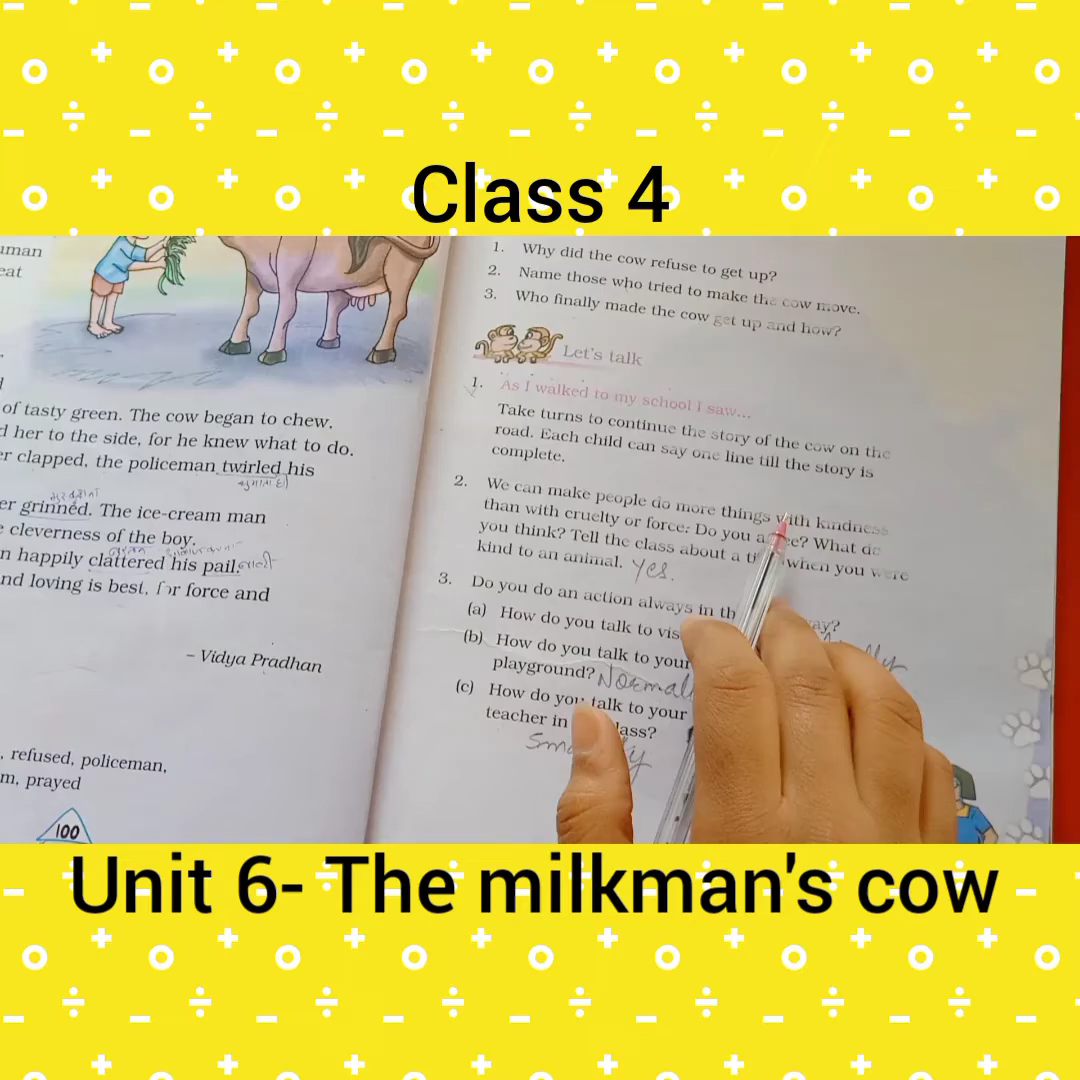 Class 4
uman
eat
of tasty green. The cow began to chew.
d her to the side, for he knew what to do.
er clapped, the policeman twirled his
er grinned. The ice-cream man
e cleverness of the boy.
n happily clattered his pail.
nd loving is best, for force and
– Vidya Pradhan
, refused, policeman,
m, prayed
100
1. Why did the cow refuse to get up?
2. Name those who tried to make the cow move.
3. Who finally made the cow get up and how?
Let's talk
1. As I walked to my school I saw...
Take turns to continue the story of the cow on the
road. Each child can say one line till the story is
complete.
2. We can make people do more things with kindness
than with cruelty or force; Do you a ee? What do
you think? Tell the class about a ti when you were
kind to an animal. Yes.
3. Do you do an action always in th way?
(a) How do you talk to vis
(b) How do you talk to your
playground? Normal
(c) How do you talk to your
teacher in lass?
Unit 6- The milkman's cow